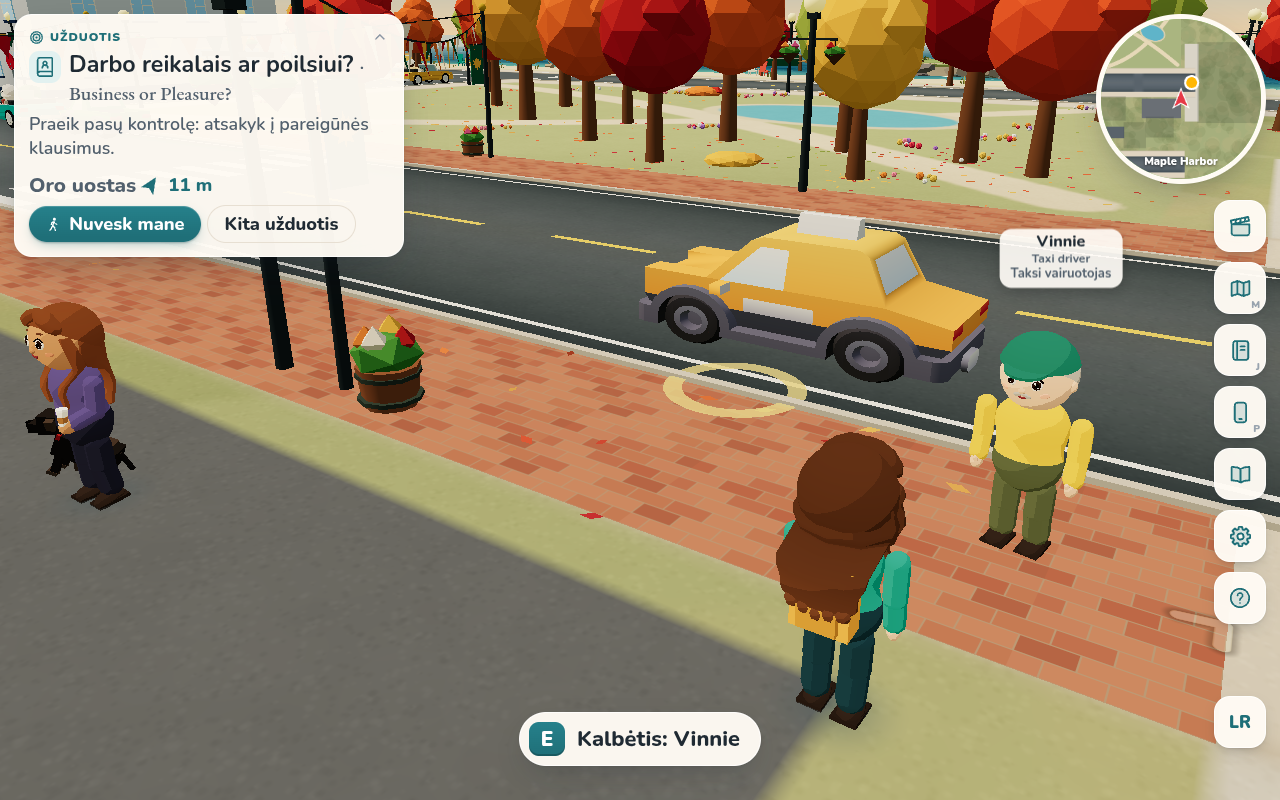 UŽDUOTIS
Darbo reikalais ar poilsiui? .
Business or Pleasure?
Praeik pasų kontrolę: atsakyk į pareigūnės
klausimus.
Oro uostas 11 m
Nuvesk mane
Kita užduotis
Maple Harbor
Vinnie
Taxi driver
Taksi vairuotojas
M
J
P
LR
E Kalbėtis: Vinnie